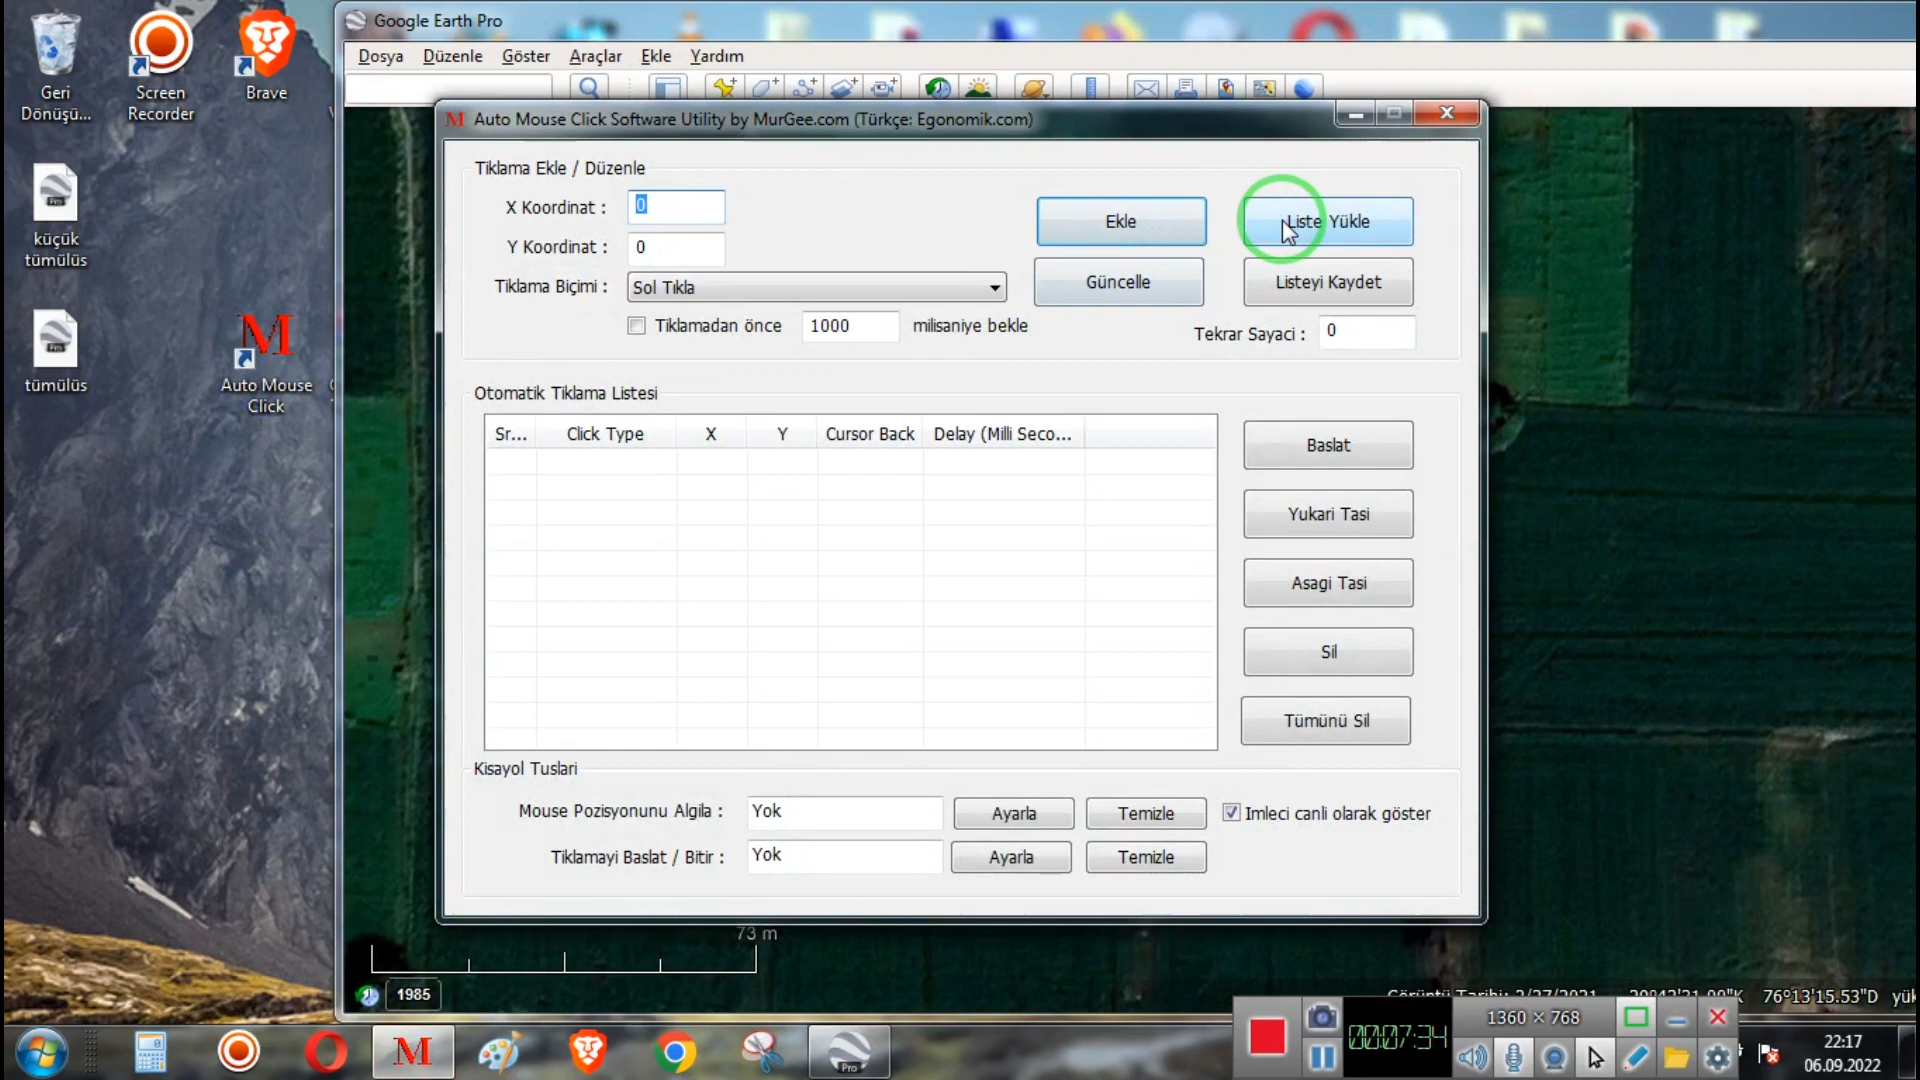 Google Earth Pro
Dosya Düzenle Göster Araçlar Ekle Yardım
Geri Dönüşü...
Screen Recorder
Brave
küçük tümülüs
tümülüs
Auto Mouse Click
Auto Mouse Click Software Utility by MurGee.com (Türkçe: Egonomik.com)
Tiklama Ekle / Düzenle
X Koordinat : 0
Y Koordinat : 0
Tiklama Biçimi : Sol Tıkla
Tiklamadan önce 1000 milisaniye bekle
Ekle
Liste Yükle
Güncelle
Listeyi Kaydet
Tekrar Sayaci : 0
Otomatik Tiklama Listesi
Sr... Click Type X Y Cursor Back Delay (Milli Seco...
Baslat
Yukari Tasi
Asagi Tasi
Sil
Tümünü Sil
Kisayol Tuslari
Mouse Pozisyonunu Algila : Yok Ayarla Temizle Imleci canli olarak göster
Tiklamayi Baslat / Bitir : Yok Ayarla Temizle
73 m
1985
76°13'15.53"D
1360 × 768
00:07:34
22:17
06.09.2022
Pro